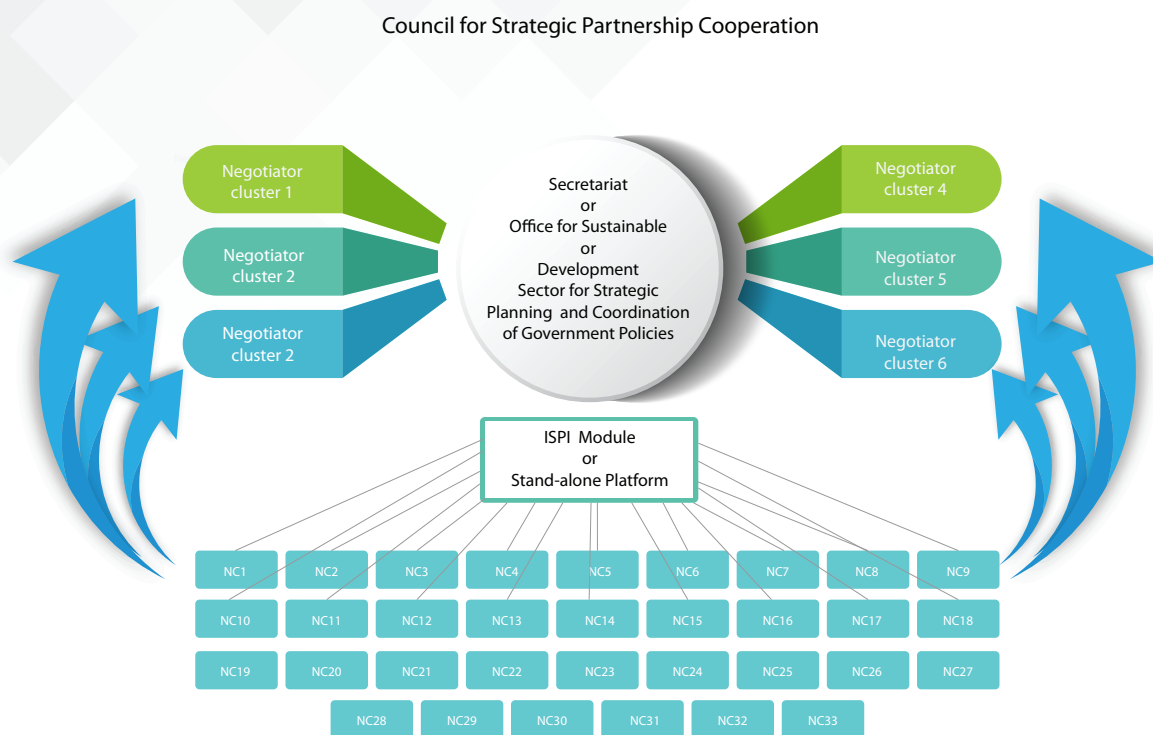 Council for Strategic Partnership Cooperation
Negotiator
cluster 1
Negotiator
cluster 2
Negotiator
cluster 2
Secretariat
or
Office for Sustainable
or
Development
Sector for Strategic
Planning and Coordination
of Government Policies
Negotiator
cluster 4
Negotiator
cluster 5
Negotiator
cluster 6
ISPI Module
or
Stand-alone Platform
NC1 NC2 NC3 NC4 NC5 NC6 NC7 NC8 NC9
NC10 NC11 NC12 NC13 NC14 NC15 NC16 NC17 NC18
NC19 NC20 NC21 NC22 NC23 NC24 NC25 NC26 NC27
NC28 NC29 NC30 NC31 NC32 NC33